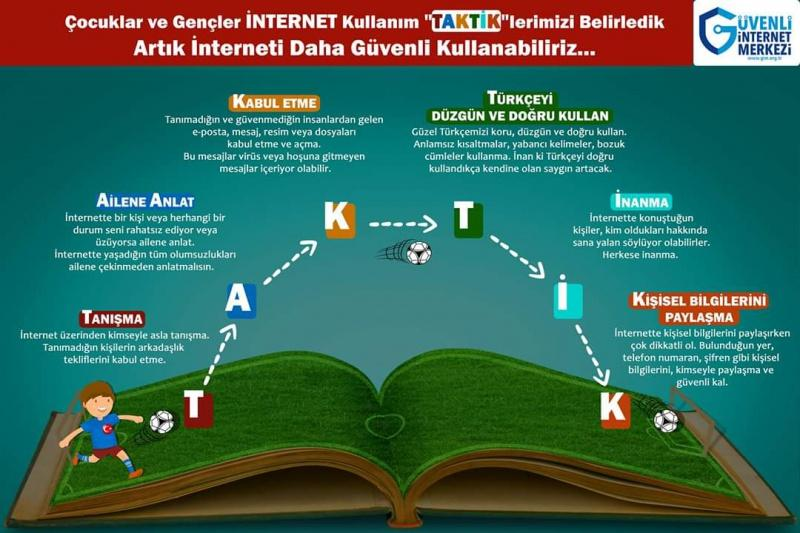 Çocuklar ve Gençler İNTERNET Kullanım "TAKTİK"lerimizi Belirledik
Artık İnterneti Daha Güvenli Kullanabiliriz...
GÜVENLİ
İNTERNET
MERKEZİ
www.gim.org.tr
KABUL ETME
Tanımadığın ve güvenmediğin insanlardan gelen
e-posta, mesaj, resim veya dosyaları
kabul etme ve açma.
Bu mesajlar virüs veya hoşuna gitmeyen
mesajlar içeriyor olabilir.
TÜRKÇEYİ
DÜZGÜN VE DOĞRU KULLAN
Güzel Türkçemizi koru, düzgün ve doğru kullan.
Anlamsız kısaltmalar, yabancı kelimeler, bozuk
cümleler kullanma. İnan ki Türkçeyi doğru
kullandıkça kendine olan saygın artacak.
AİLENE ANLAT
İnternette bir kişi veya herhangi bir
durum seni rahatsız ediyor veya
üzüyorsa ailene anlat.
İnternette yaşadığın tüm olumsuzlukları
ailene çekinmeden anlatmalısın.
İNANMA
İnternette konuştuğun
kişiler, kim oldukları hakkında
sana yalan söylüyor olabilirler.
Herkese inanma.
TANIŞMA
İnternet üzerinden kimseyle asla tanışma.
Tanımadığın kişilerin arkadaşlık
tekliflerini kabul etme.
KİŞİSEL BİLGİLERİNİ
PAYLAŞMA
İnternette kişisel bilgilerini paylaşırken
çok dikkatli ol. Bulunduğun yer,
telefon numaran, şifren gibi kişisel
bilgilerini, kimseyle paylaşma ve
güvenli kal.
T
A
K
T
İ
K